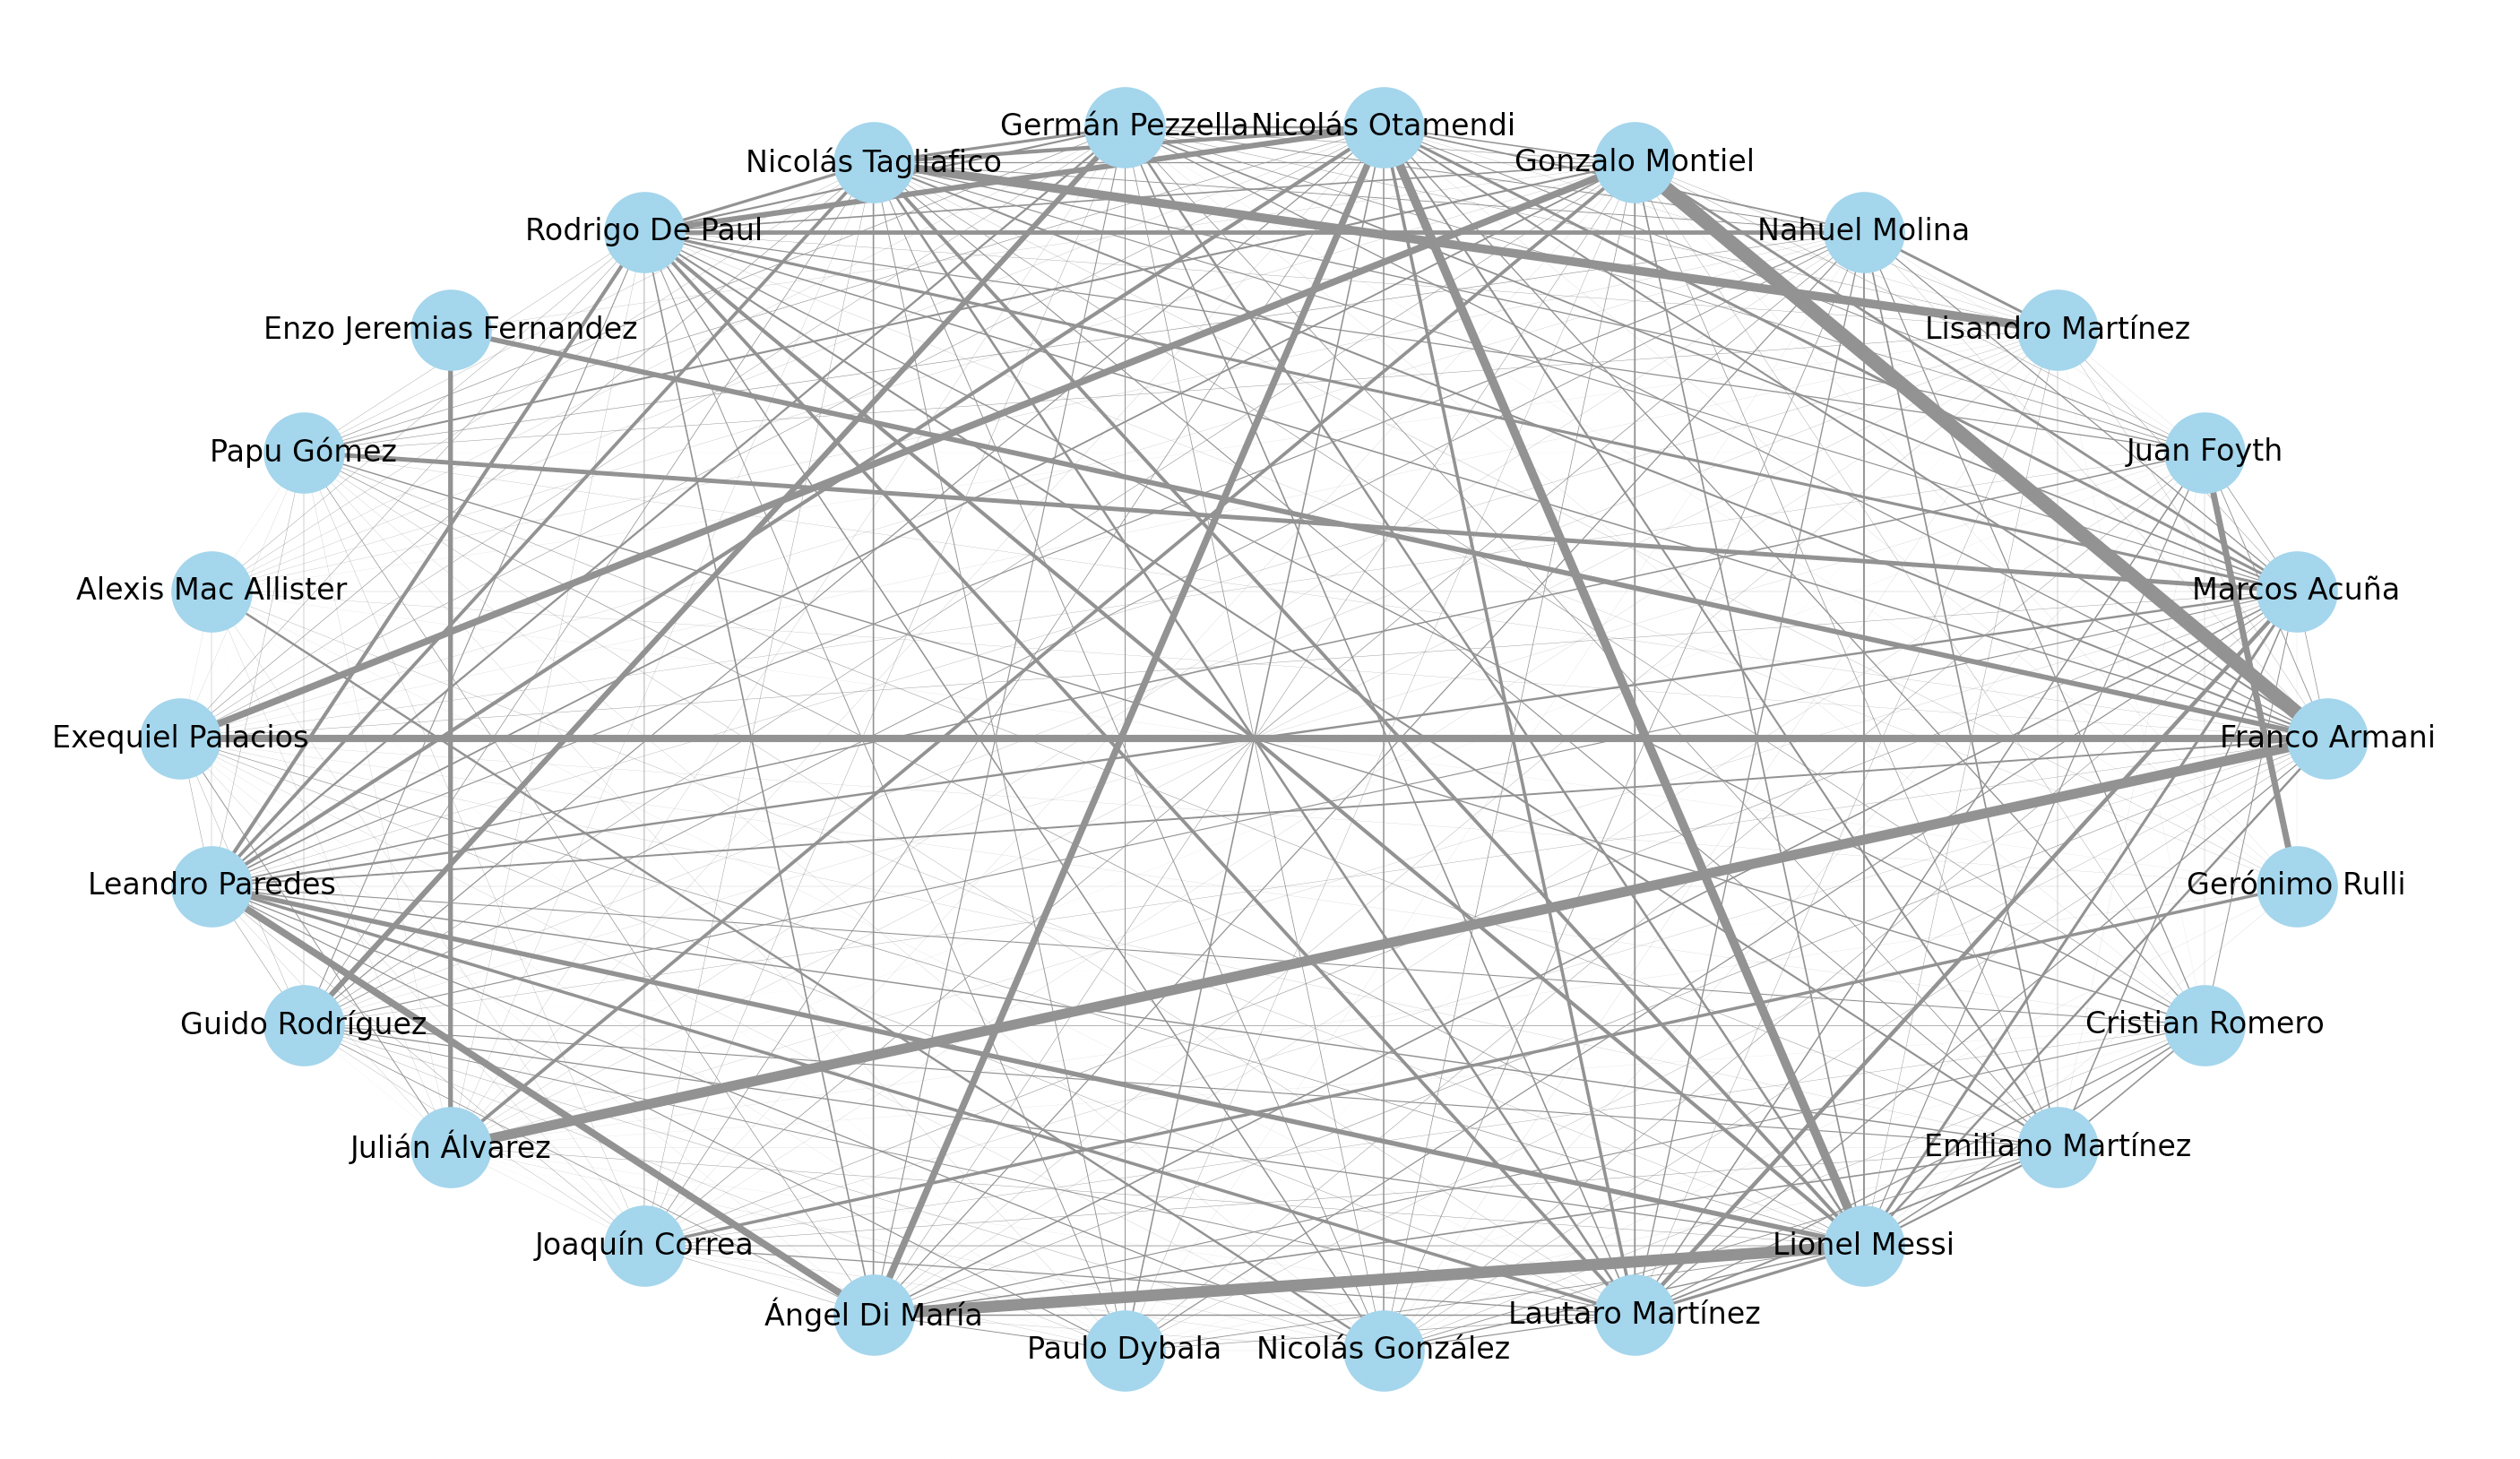 Germán Pezzella
Nicolás Otamendi
Nicolás Tagliafico
Gonzalo Montiel
Rodrigo De Paul
Nahuel Molina
Enzo Jeremias Fernandez
Lisandro Martínez
Papu Gómez
Juan Foyth
Alexis Mac Allister
Marcos Acuña
Exequiel Palacios
Franco Armani
Leandro Paredes
Gerónimo Rulli
Guido Rodríguez
Cristian Romero
Julián Álvarez
Emiliano Martínez
Joaquín Correa
Lionel Messi
Ángel Di María
Lautaro Martínez
Paulo Dybala
Nicolás González